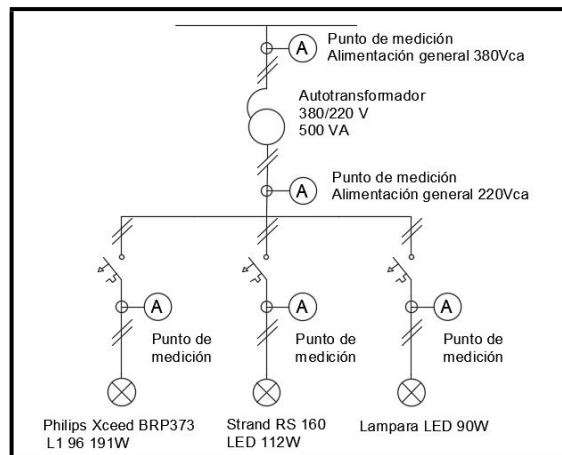 A
Punto de medición
Alimentación general 380Vca
Autotransformador
380/220 V
500 VA
A
Punto de medición
Alimentación general 220Vca
A
Punto de
medición
A
Punto de
medición
A
Punto de
medición
Philips Xceed BRP373
L1 96 191W
Strand RS 160
LED 112W
Lampara LED 90W